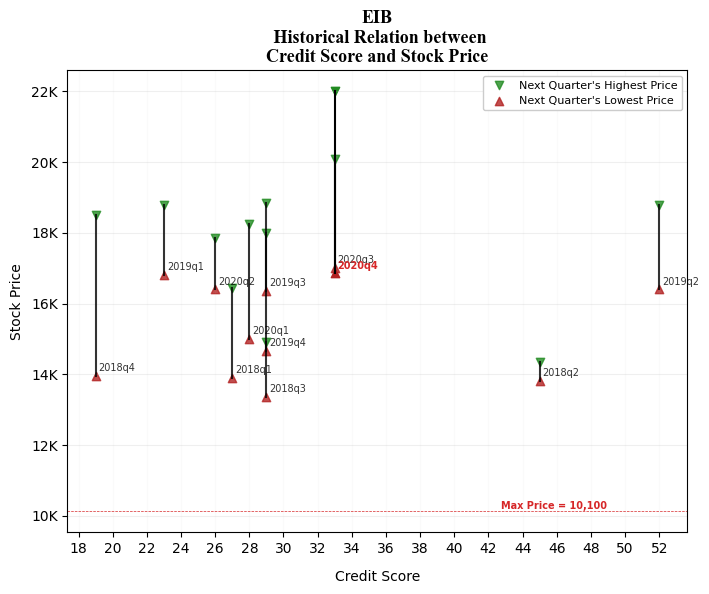 EIB
Historical Relation between
Credit Score and Stock Price
Next Quarter's Highest Price
Next Quarter's Lowest Price
22K
20K
18K
16K
14K
12K
10K
Stock Price
2020q3
2020q4
2019q1
2020q2
2019q3
2019q2
2020q1
2019q4
2018q4
2018q1
2018q3
2018q2
Max Price = 10,100
18 20 22 24 26 28 30 32 34 36 38 40 42 44 46 48 50 52
Credit Score